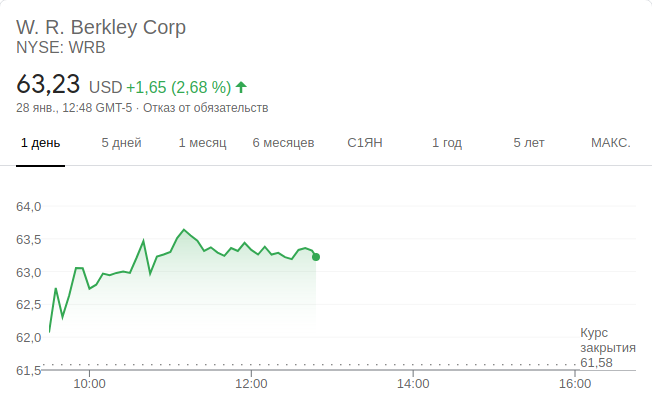 W. R. Berkley Corp
NYSE: WRB
63,23 USD +1,65 (2,68 %)
28 янв., 12:48 GMT-5 · Отказ от обязательств
1 день 5 дней 1 месяц 6 месяцев С1ЯН 1 год 5 лет МАКС.
64,0
63,5
63,0
62,5
62,0
Курс
закрытия
61,58
61,5
10:00 12:00 14:00 16:00